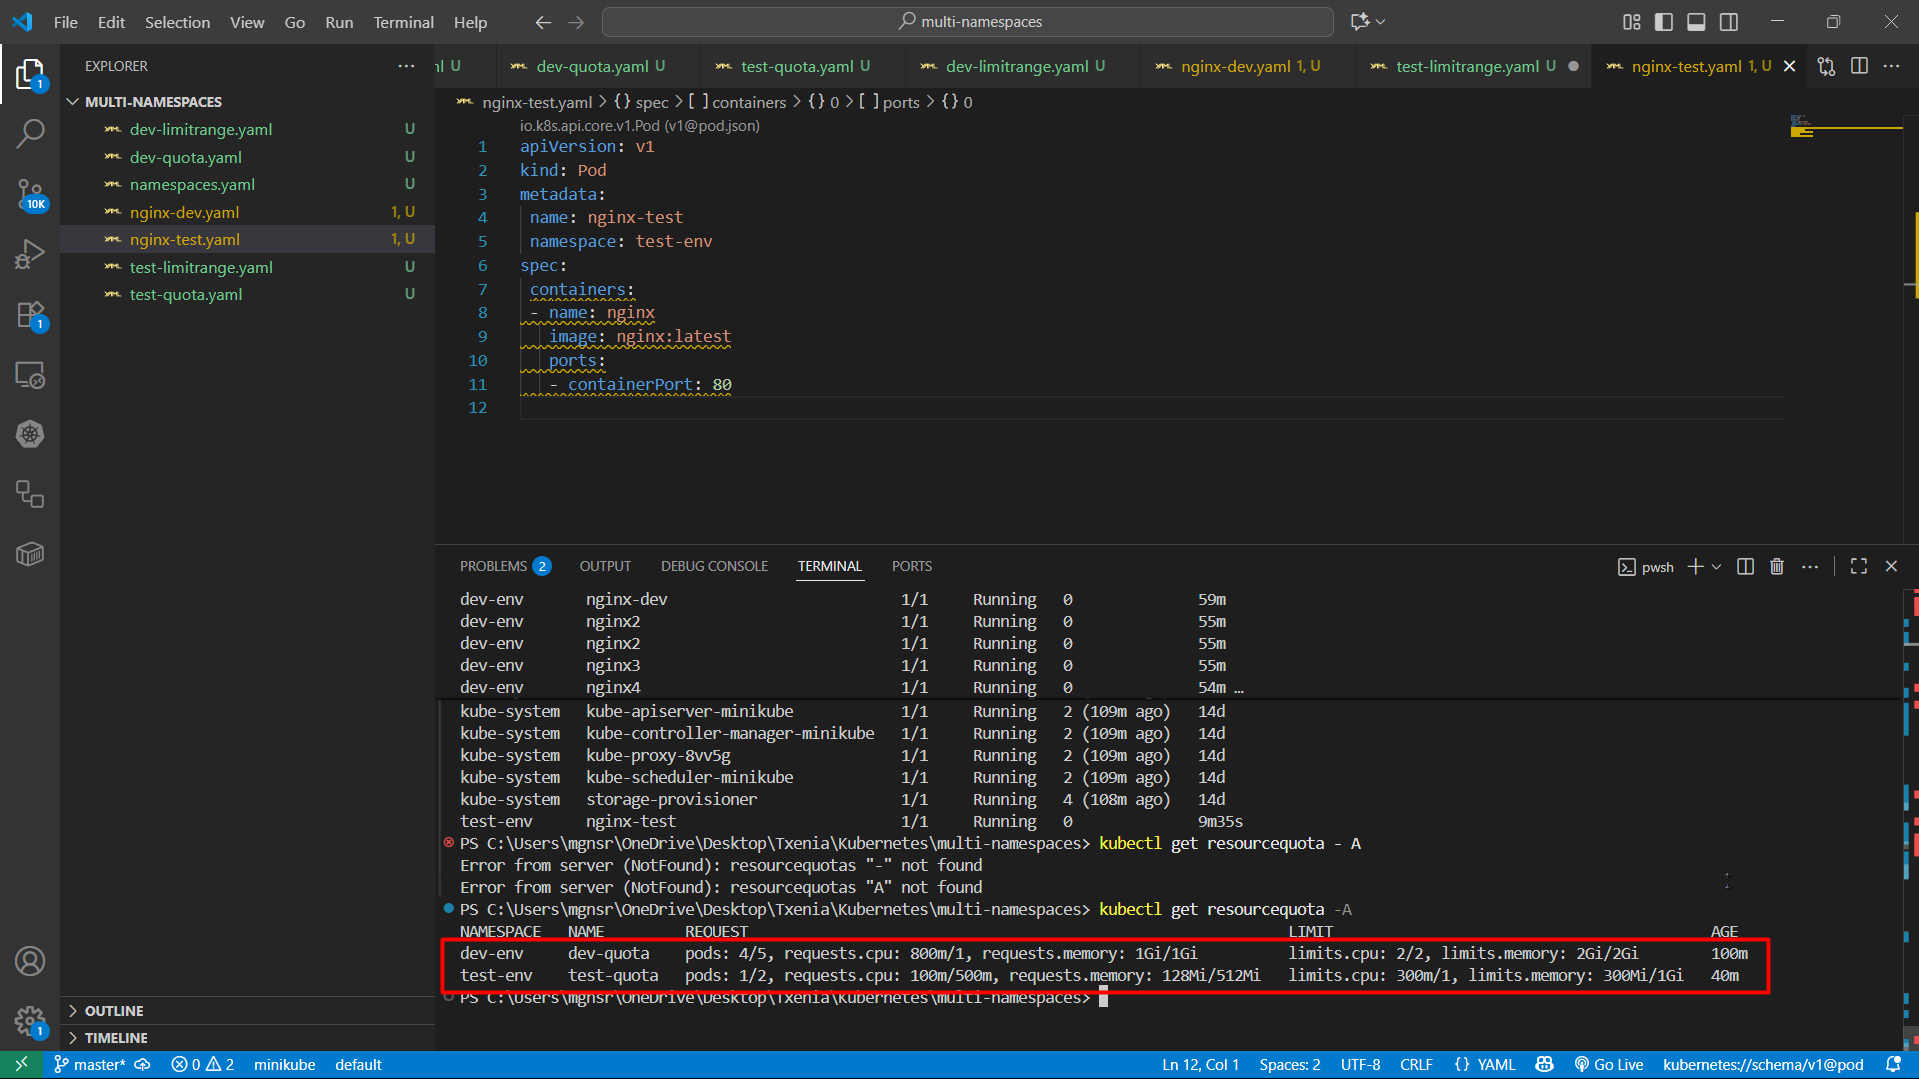 File Edit Selection View Go Run Terminal Help
multi-namespaces
EXPLORER
MULTI-NAMESPACES
dev-limitrange.yaml U
dev-quota.yaml U
namespaces.yaml U
nginx-dev.yaml 1, U
nginx-test.yaml 1, U
test-limitrange.yaml U
test-quota.yaml U
OUTLINE
TIMELINE
1
10K
1
1
U dev-quota.yaml U test-quota.yaml U dev-limitrange.yaml U nginx-dev.yaml 1, U test-limitrange.yaml U nginx-test.yaml 1, U
nginx-test.yaml > {} spec > [ ] containers > {} 0 > [ ] ports > {} 0
io.k8s.api.core.v1.Pod (v1@pod.json)
1 apiVersion: v1
2 kind: Pod
3 metadata:
4 name: nginx-test
5 namespace: test-env
6 spec:
7 containers:
8 - name: nginx
9 image: nginx:latest
10 ports:
11 - containerPort: 80
12
PROBLEMS 2 OUTPUT DEBUG CONSOLE TERMINAL PORTS
pwsh
dev-env nginx-dev 1/1 Running 0 59m
dev-env nginx2 1/1 Running 0 55m
dev-env nginx2 1/1 Running 0 55m
dev-env nginx3 1/1 Running 0 55m
dev-env nginx4 1/1 Running 0 54m …
kube-system kube-apiserver-minikube 1/1 Running 2 (109m ago) 14d
kube-system kube-controller-manager-minikube 1/1 Running 2 (109m ago) 14d
kube-system kube-proxy-8vv5g 1/1 Running 2 (109m ago) 14d
kube-system kube-scheduler-minikube 1/1 Running 2 (109m ago) 14d
kube-system storage-provisioner 1/1 Running 4 (108m ago) 14d
test-env nginx-test 1/1 Running 0 9m35s
PS C:\Users\mgnsr\OneDrive\Desktop\Txenia\Kubernetes\multi-namespaces> kubectl get resourcequota - A
Error from server (NotFound): resourcequotas "-" not found
Error from server (NotFound): resourcequotas "A" not found
PS C:\Users\mgnsr\OneDrive\Desktop\Txenia\Kubernetes\multi-namespaces> kubectl get resourcequota -A
NAMESPACE NAME REQUEST LIMIT AGE
dev-env dev-quota pods: 4/5, requests.cpu: 800m/1, requests.memory: 1Gi/1Gi limits.cpu: 2/2, limits.memory: 2Gi/2Gi 100m
test-env test-quota pods: 1/2, requests.cpu: 100m/500m, requests.memory: 128Mi/512Mi limits.cpu: 300m/1, limits.memory: 300Mi/1Gi 40m
PS C:\Users\mgnsr\OneDrive\Desktop\Txenia\Kubernetes\multi-namespaces>
master* 0 2 minikube default Ln 12, Col 1 Spaces: 2 UTF-8 CRLF {} YAML Go Live kubernetes://schema/v1@pod